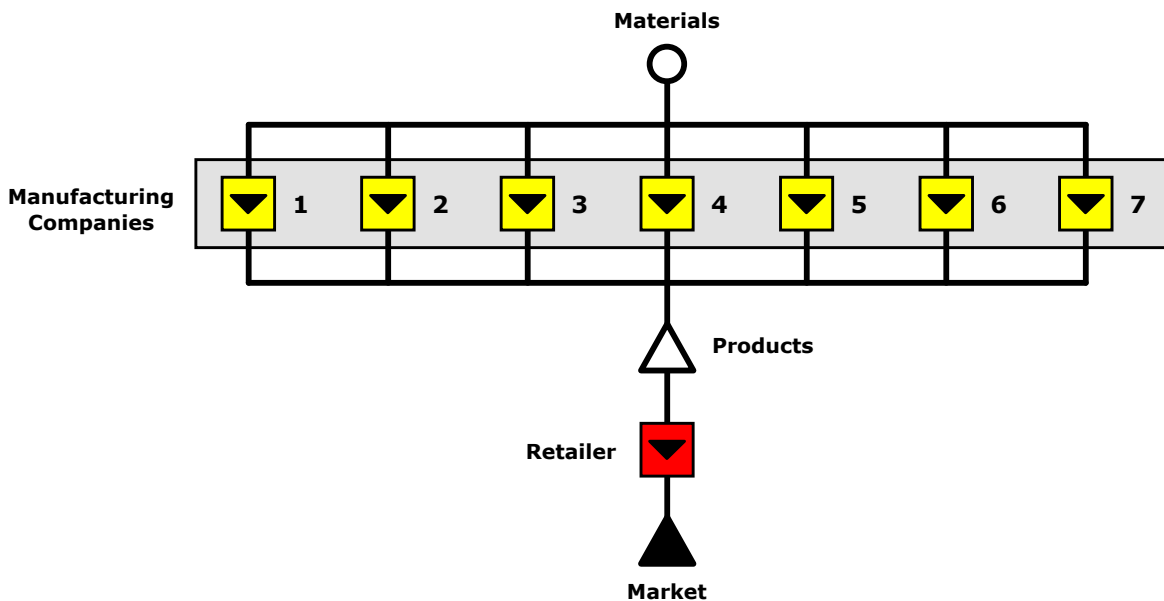 Materials
Manufacturing
Companies
1 2 3 4 5 6 7
Products
Retailer
Market